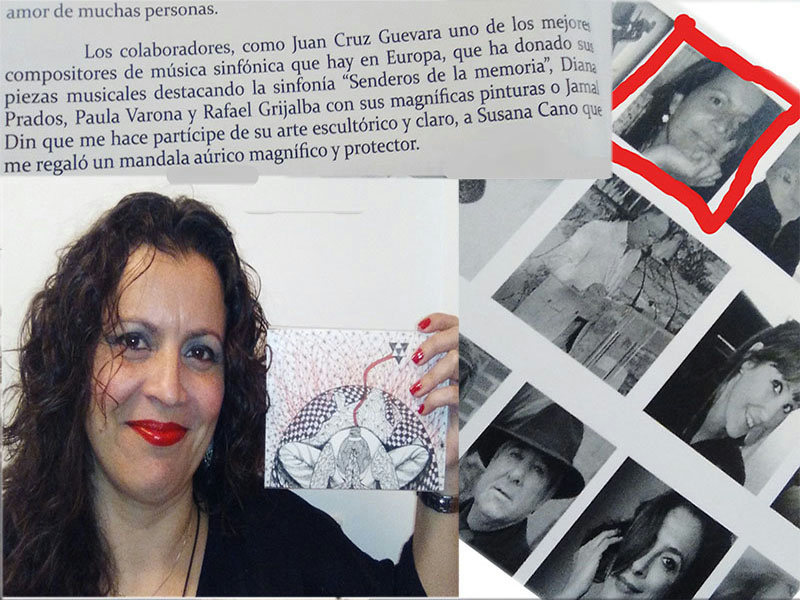 amor de muchas personas.
Los colaboradores, como Juan Cruz Guevara uno de los mejores
compositores de música sinfónica que hay en Europa, que ha donado sus
piezas musicales destacando la sinfonía “Senderos de la memoria”, Diana
Prados, Paula Varona y Rafael Grijalba con sus magníficas pinturas o Jamal
Din que me hace partícipe de su arte escultórico y claro, a Susana Cano que
me regaló un mandala aúrico magnífico y protector.